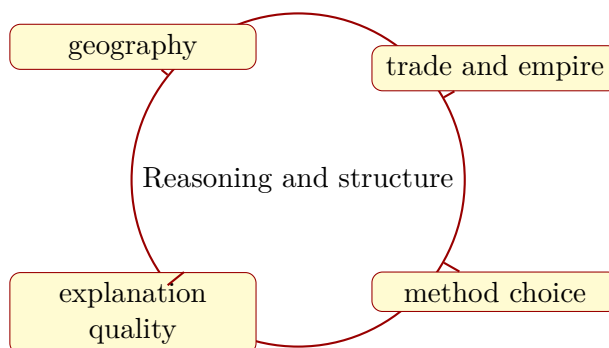 geography
trade and empire
Reasoning and structure
explanation
quality
method choice